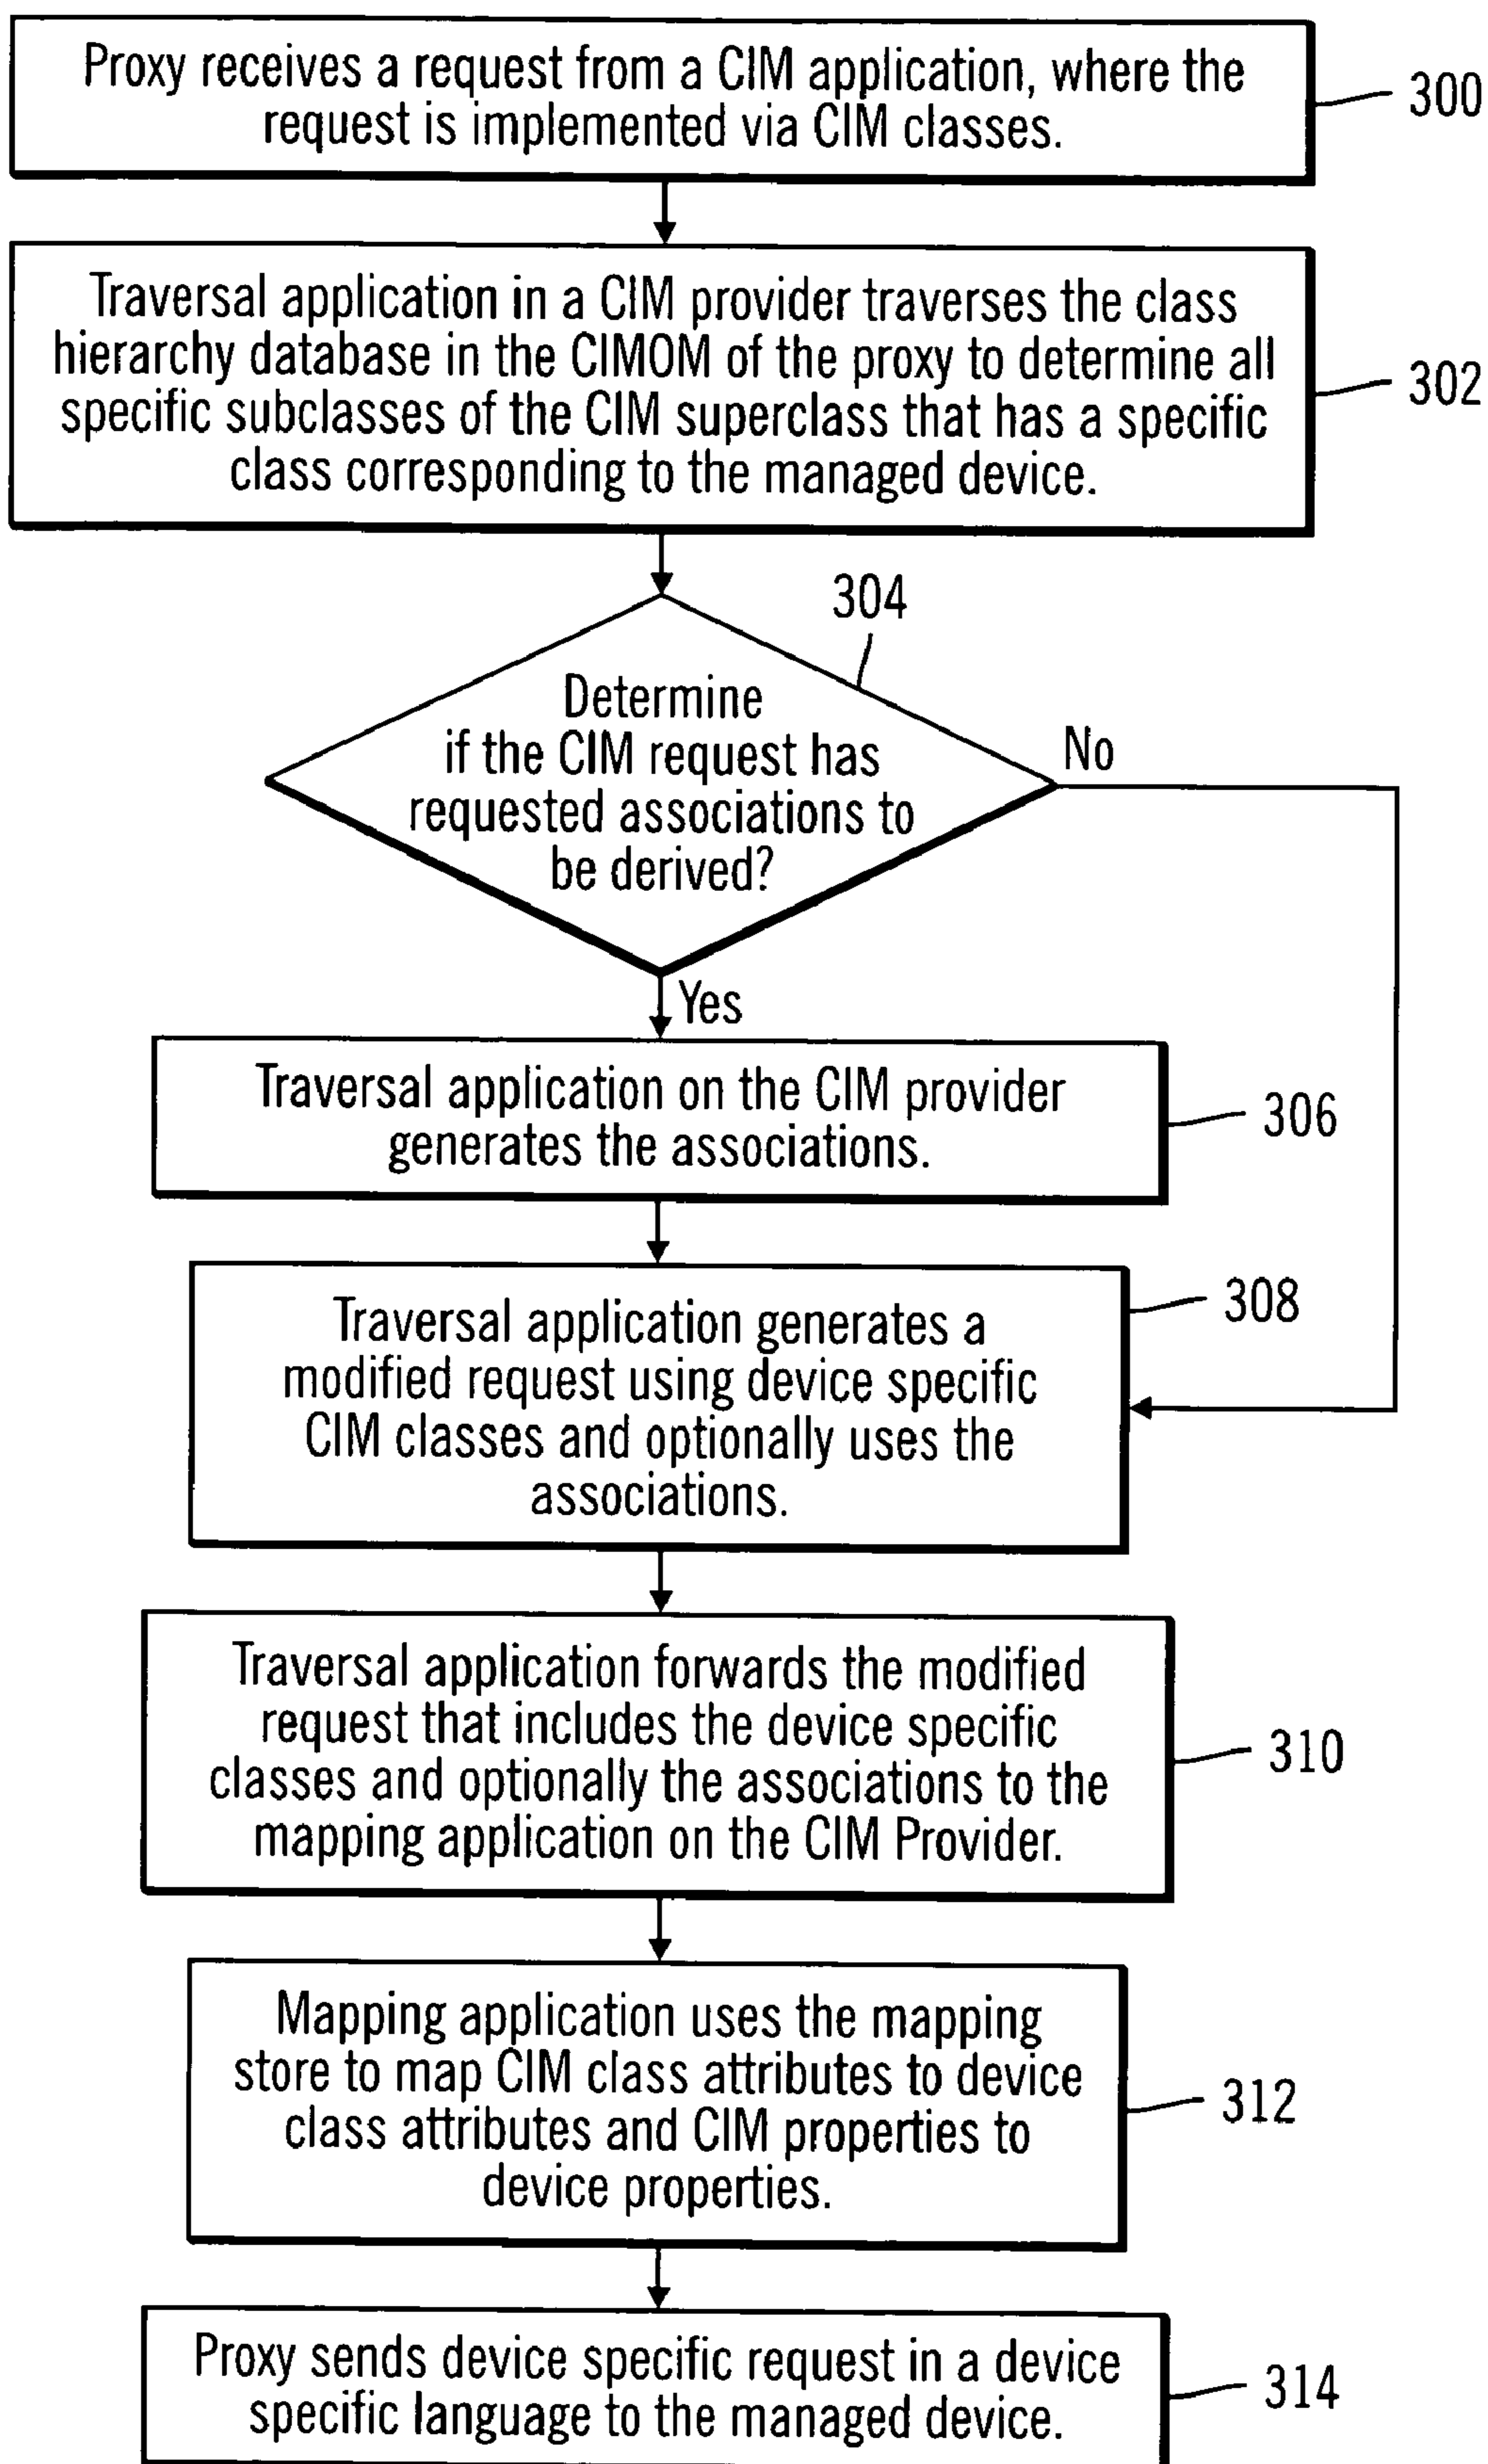 Proxy receives a request from a CIM application, where the
request is implemented via CIM classes.
300
Traversal application in a CIM provider traverses the class
hierarchy database in the CIMOM of the proxy to determine all
specific subclasses of the CIM superclass that has a specific
class corresponding to the managed device.
302
304
Determine
if the CIM request has
requested associations to
be derived?
No
Yes
Traversal application on the CIM provider
generates the associations.
306
Traversal application generates a
modified request using device specific
CIM classes and optionally uses the
associations.
308
Traversal application forwards the modified
request that includes the device specific
classes and optionally the associations to the
mapping application on the CIM Provider.
310
Mapping application uses the mapping
store to map CIM class attributes to device
class attributes and CIM properties to
device properties.
312
Proxy sends device specific request in a device
specific language to the managed device.
314